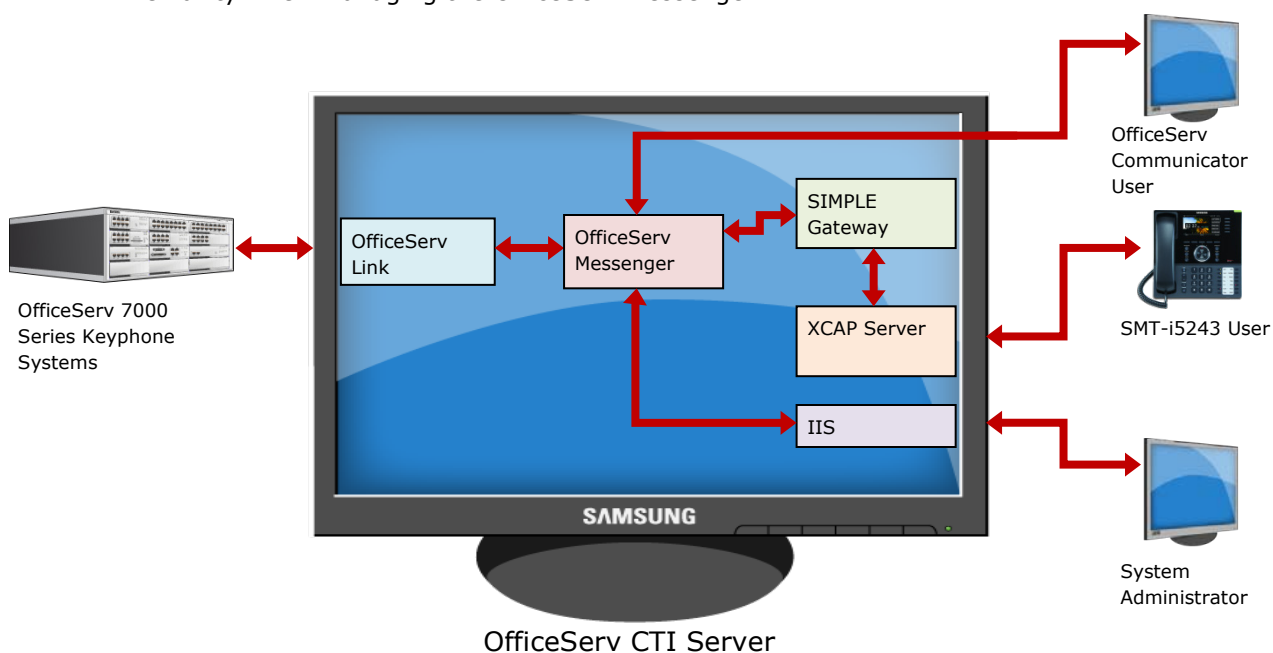 OfficeServ
Communicator
User
SIMPLE
Gateway
OfficeServ
Link
OfficeServ
Messenger
OfficeServ 7000
Series Keyphone
Systems
XCAP Server
SMT-i5243 User
IIS
SAMSUNG
System
Administrator
OfficeServ CTI Server